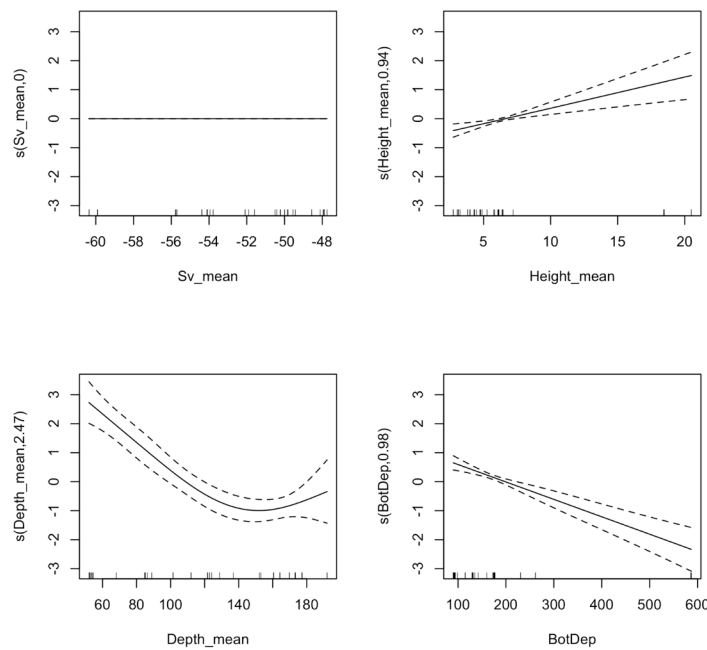 s(Sv_mean,0)
3
2
1
0
-1
-2
-3
-60 -58 -56 -54 -52 -50 -48
Sv_mean
s(Height_mean,0.94)
3
2
1
0
-1
-2
-3
5 10 15 20
Height_mean
s(Depth_mean,2.47)
3
2
1
0
-1
-2
-3
60 80 100 140 180
Depth_mean
s(BotDep,0.98)
3
2
1
0
-1
-2
-3
100 200 300 400 500 600
BotDep